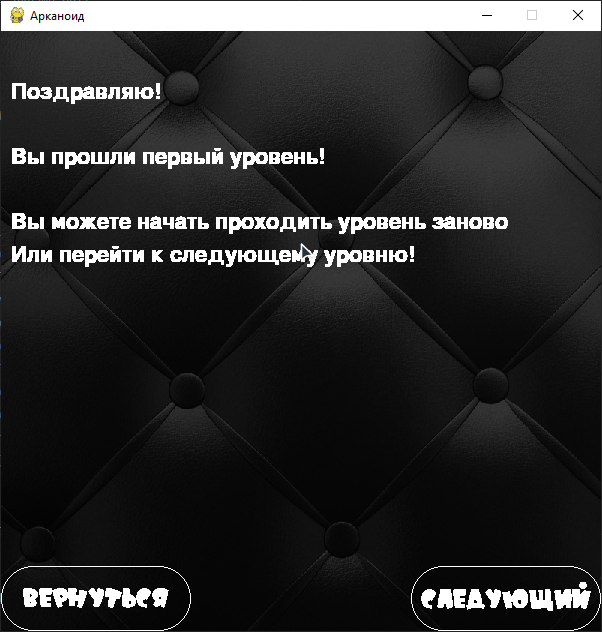 Арканоид
Поздравляю!
Вы прошли первый уровень!
Вы можете начать проходить уровень заново
Или перейти к следующему уровню!
ВЕРНУТЬСЯ
СЛЕДУЮЩИЙ